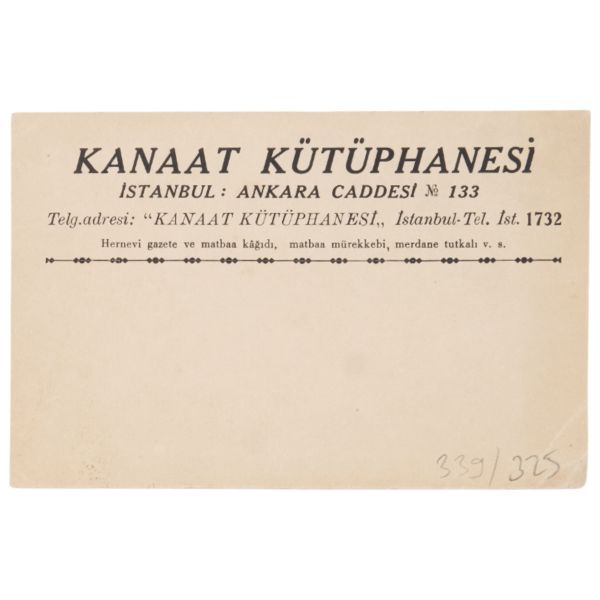 KANAAT KÜTÜPHANESİ
İSTANBUL: ANKARA CADDESİ № 133
Telg.adresi: “KANAAT KÜTÜPHANESİ„ İstanbul-Tel. İst. 1732
Hernevi gazete ve matbaa kâğıdı, matbaa mürekkebi, merdane tutkalı v. s.
339/325